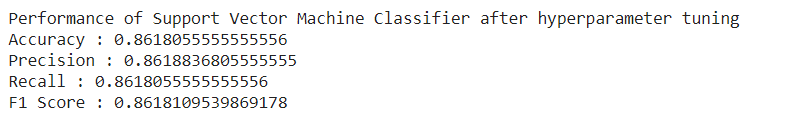 Performance of Support Vector Machine Classifier after hyperparameter tuning
Accuracy : 0.8618055555555556
Precision : 0.8618836805555555
Recall : 0.8618055555555556
F1 Score : 0.8618109539869178